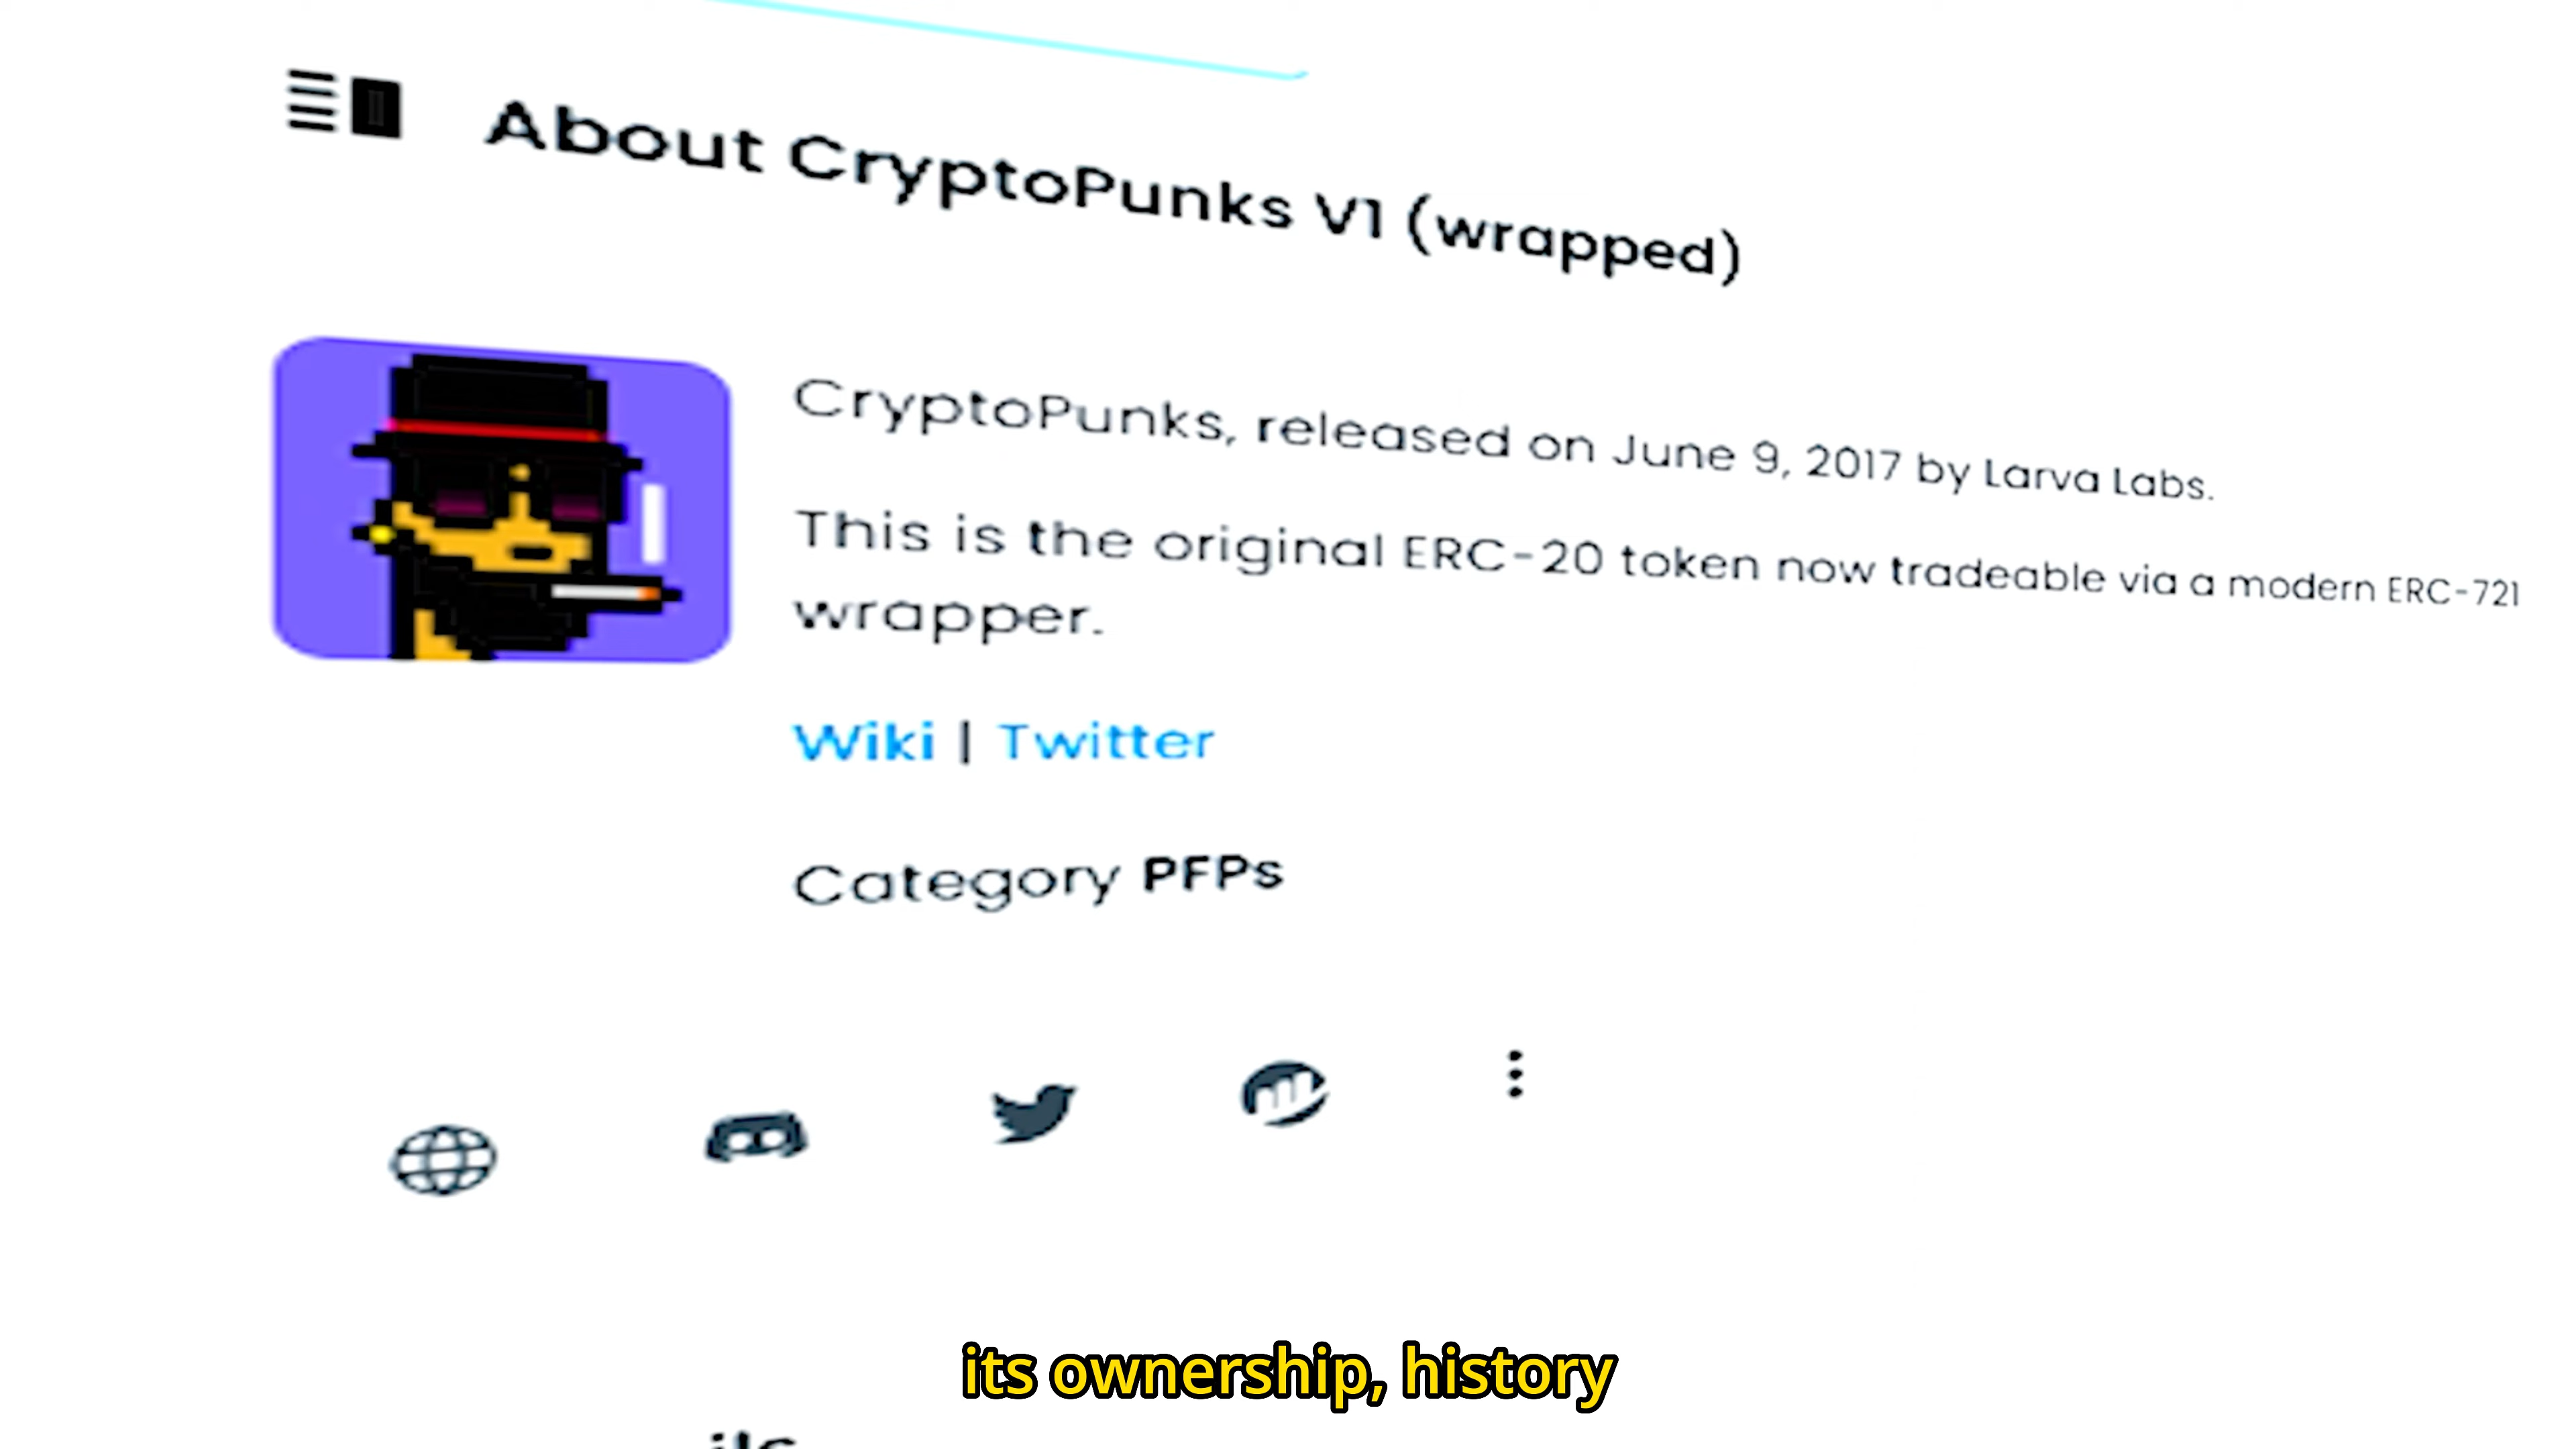 About CryptoPunks V1 (wrapped)
CryptoPunks, released on June 9, 2017 by Larva Labs.
This is the original ERC-20 token now tradeable via a modern ERC-721
wrapper.
Wiki | Twitter
Category PFPs
its ownership, history